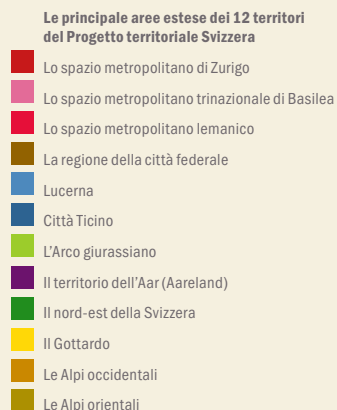 Le principale aree estese dei 12 territori
del Progetto territoriale Svizzera
Lo spazio metropolitano di Zurigo
Lo spazio metropolitano trinazionale di Basilea
Lo spazio metropolitano lemanico
La regione della città federale
Lucerna
Città Ticino
L'Arco giurassiano
Il territorio dell'Aar (Aareland)
Il nord-est della Svizzera
Il Gottardo
Le Alpi occidentali
Le Alpi orientali